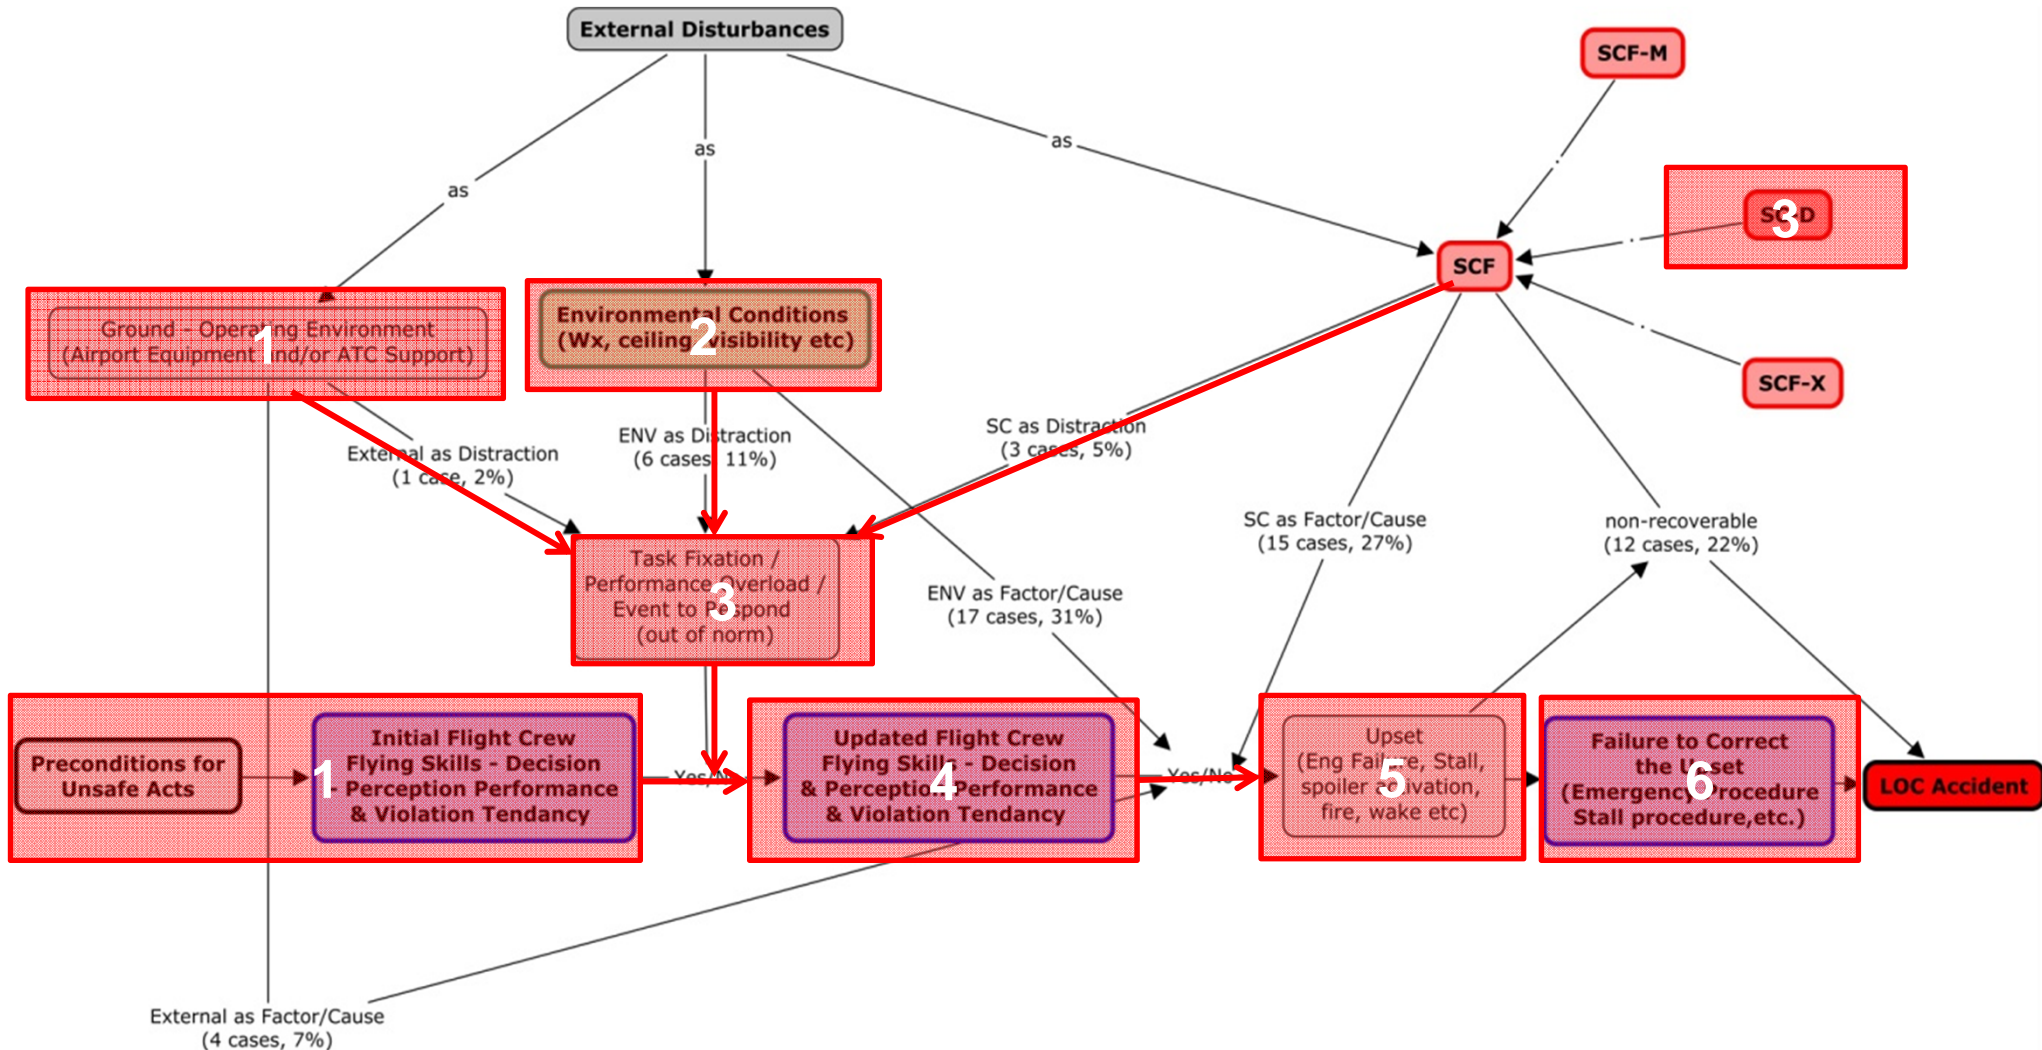 External Disturbances
SCF-M
as
as
as
3
SCF
SCF-X
Ground - Operating Environment
(Airport Equipment and/or ATC Support)
1
Environmental Conditions
(Wx, ceiling, visibility etc)
2
External as Distraction
(1 case, 2%)
ENV as Distraction
(6 cases, 11%)
SC as Distraction
(3 cases, 5%)
SC as Factor/Cause
(15 cases, 27%)
non-recoverable
(12 cases, 22%)
Task Fixation /
Performance Overload /
Event to Respond
(out of norm)
3
ENV as Factor/Cause
(17 cases, 31%)
Preconditions for
Unsafe Acts
Initial Flight Crew
Flying Skills - Decision
- Perception Performance
& Violation Tendancy
1
Yes/No
Updated Flight Crew
Flying Skills - Decision
& Perception Performance
& Violation Tendancy
4
Yes/No
Upset
(Eng Failure, Stall,
spoiler activation,
fire, wake etc)
5
Failure to Correct
the Upset
(Emergency Procedure
Stall procedure,etc.)
6
LOC Accident
External as Factor/Cause
(4 cases, 7%)